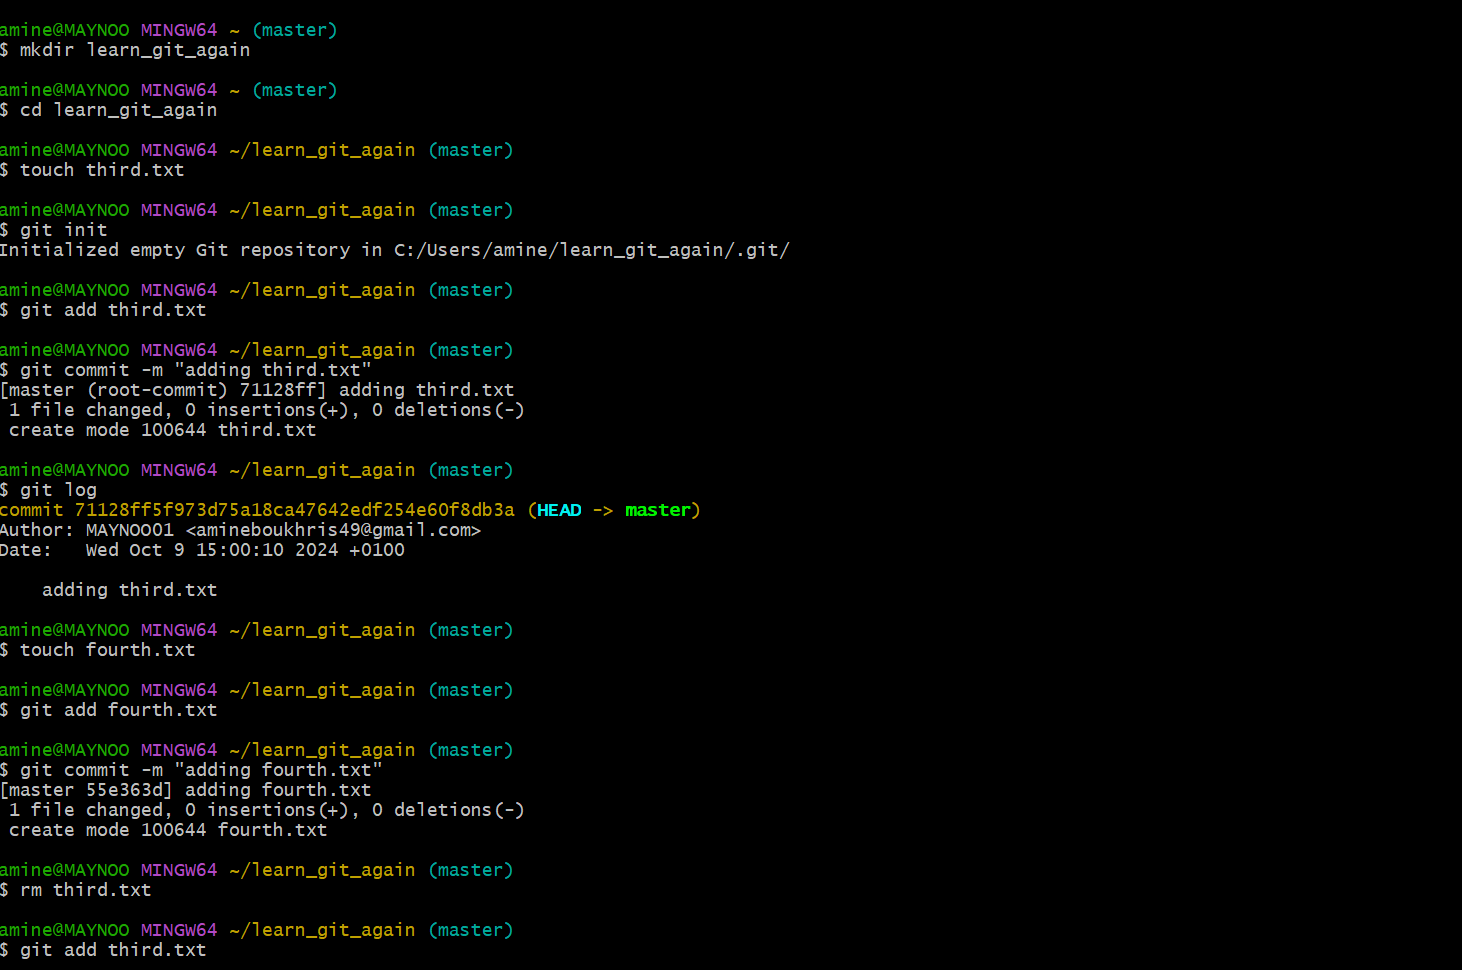 amine@MAYNOO MINGW64 ~ (master)
$ mkdir learn_git_again
amine@MAYNOO MINGW64 ~ (master)
$ cd learn_git_again
amine@MAYNOO MINGW64 ~/learn_git_again (master)
$ touch third.txt
amine@MAYNOO MINGW64 ~/learn_git_again (master)
$ git init
Initialized empty Git repository in C:/Users/amine/learn_git_again/.git/
amine@MAYNOO MINGW64 ~/learn_git_again (master)
$ git add third.txt
amine@MAYNOO MINGW64 ~/learn_git_again (master)
$ git commit -m "adding third.txt"
[master (root-commit) 71128ff] adding third.txt
 1 file changed, 0 insertions(+), 0 deletions(-)
 create mode 100644 third.txt
amine@MAYNOO MINGW64 ~/learn_git_again (master)
$ git log
commit 71128ff5f973d75a18ca47642edf254e60f8db3a (HEAD -> master)
Author: MAYNOO01 <amineboukhris49@gmail.com>
Date:   Wed Oct 9 15:00:10 2024 +0100
    adding third.txt
amine@MAYNOO MINGW64 ~/learn_git_again (master)
$ touch fourth.txt
amine@MAYNOO MINGW64 ~/learn_git_again (master)
$ git add fourth.txt
amine@MAYNOO MINGW64 ~/learn_git_again (master)
$ git commit -m "adding fourth.txt"
[master 55e363d] adding fourth.txt
 1 file changed, 0 insertions(+), 0 deletions(-)
 create mode 100644 fourth.txt
amine@MAYNOO MINGW64 ~/learn_git_again (master)
$ rm third.txt
amine@MAYNOO MINGW64 ~/learn_git_again (master)
$ git add third.txt